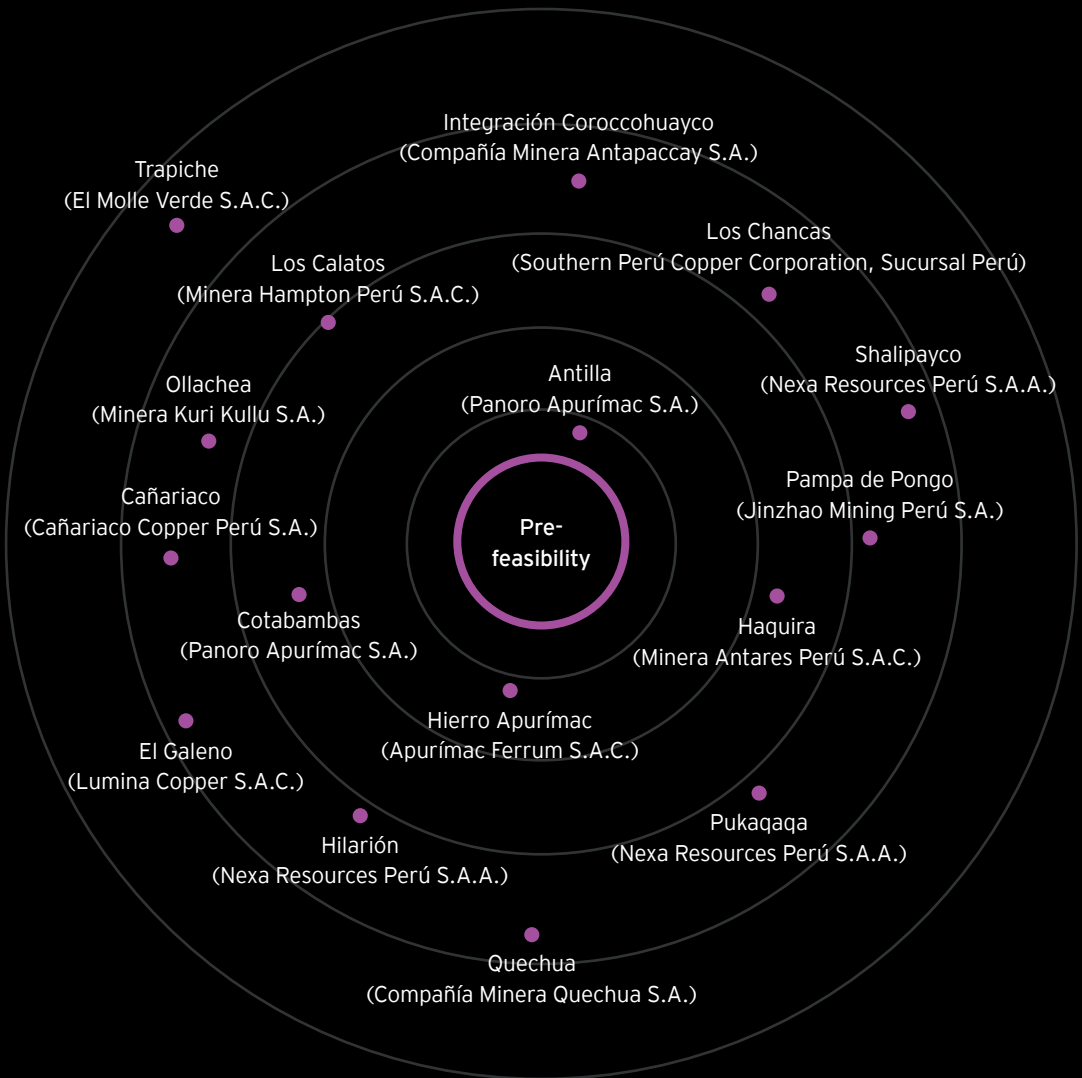 Integración Coroccohuayco
(Compañía Minera Antapaccay S.A.)
Trapiche
(El Molle Verde S.A.C.)
Los Chancas
(Southern Perú Copper Corporation, Sucursal Perú)
Los Calatos
(Minera Hampton Perú S.A.C.)
Shalipayco
(Nexa Resources Perú S.A.A.)
Antilla
(Panoro Apurímac S.A.)
Ollachea
(Minera Kuri Kullu S.A.)
Pampa de Pongo
(Jinzhao Mining Perú S.A.)
Cañariaco
(Cañariaco Copper Perú S.A.)
Pre-
feasibility
Cotabambas
(Panoro Apurímac S.A.)
Haquira
(Minera Antares Perú S.A.C.)
Hierro Apurímac
(Apurímac Ferrum S.A.C.)
El Galeno
(Lumina Copper S.A.C.)
Pukaqaqa
(Nexa Resources Perú S.A.A.)
Hilarión
(Nexa Resources Perú S.A.A.)
Quechua
(Compañía Minera Quechua S.A.)